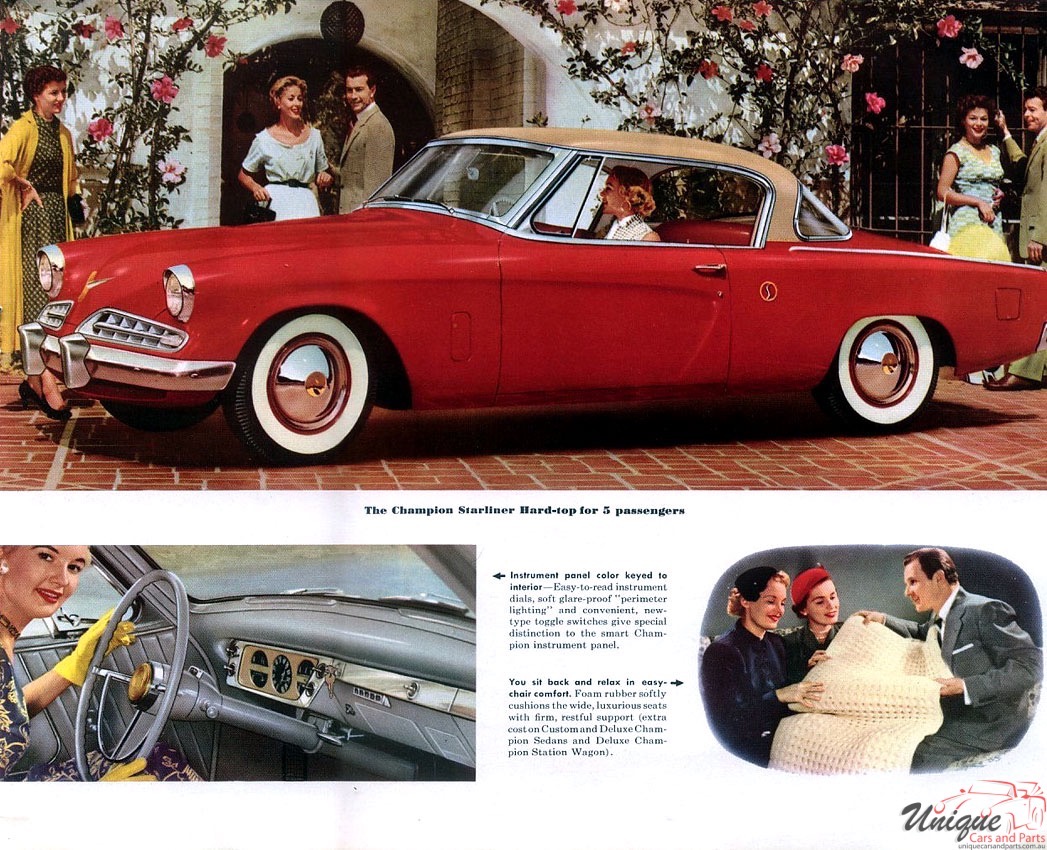 The Champion Starliner Hard-top for 5 passengers
Instrument panel color keyed to
interior—Easy-to-read instrument
dials, soft glare-proof "perimeter
lighting" and convenient, new-
type toggle switches give special
distinction to the smart Cham-
pion instrument panel.
You sit back and relax in easy-
chair comfort. Foam rubber softly
cushions the wide, luxurious seats
with firm, restful support (extra
cost on Custom and Deluxe Cham-
pion Sedans and Deluxe Cham-
pion Station Wagon).
Unique
Cars and Parts
uniquecarsandparts.com.au